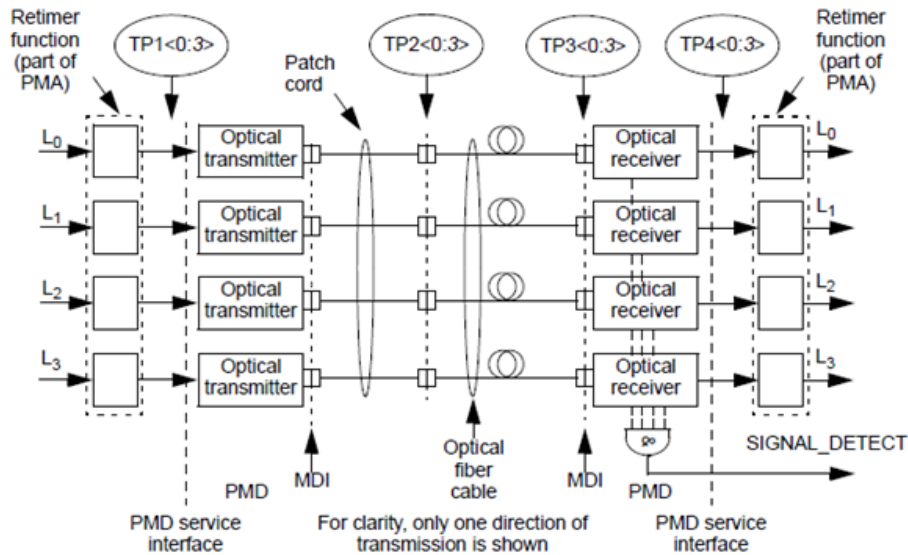 Retimer
function
(part of
PMA)
TP1<0:3>
Patch
cord
TP2<0:3>
TP3<0:3>
TP4<0:3>
Retimer
function
(part of
PMA)
L0
Optical
transmitter
Optical
receiver
L0
L1
Optical
transmitter
Optical
receiver
L1
L2
Optical
transmitter
Optical
receiver
L2
L3
Optical
transmitter
Optical
receiver
L3
&
SIGNAL_DETECT
PMD
MDI
Optical
fiber
cable
MDI
PMD
PMD service
interface
For clarity, only one direction of
transmission is shown
PMD service
interface